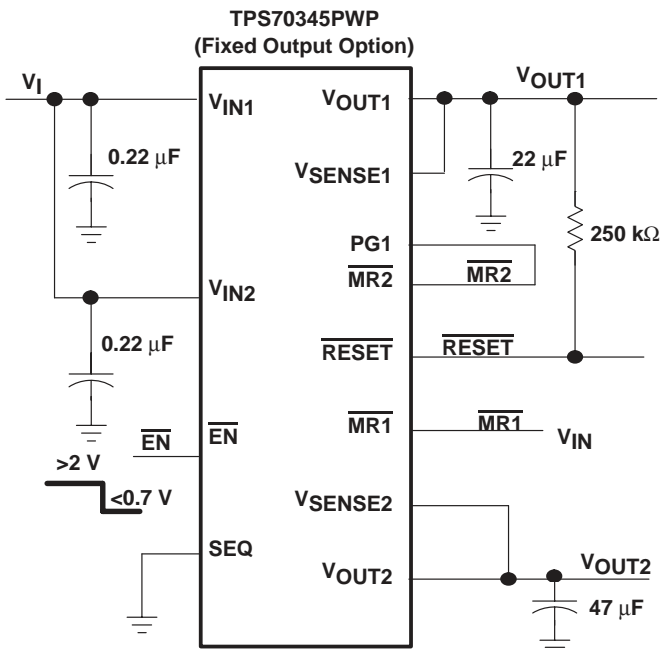 TPS70345PWP
(Fixed Output Option)
VI
VIN1
VOUT1
VOUT1
0.22 μF
22 μF
VSENSE1
250 kΩ
PG1
MR2
MR2
VIN2
0.22 μF
RESET
RESET
EN
EN
MR1
MR1
VIN
>2 V
<0.7 V
VSENSE2
SEQ
VOUT2
VOUT2
47 μF